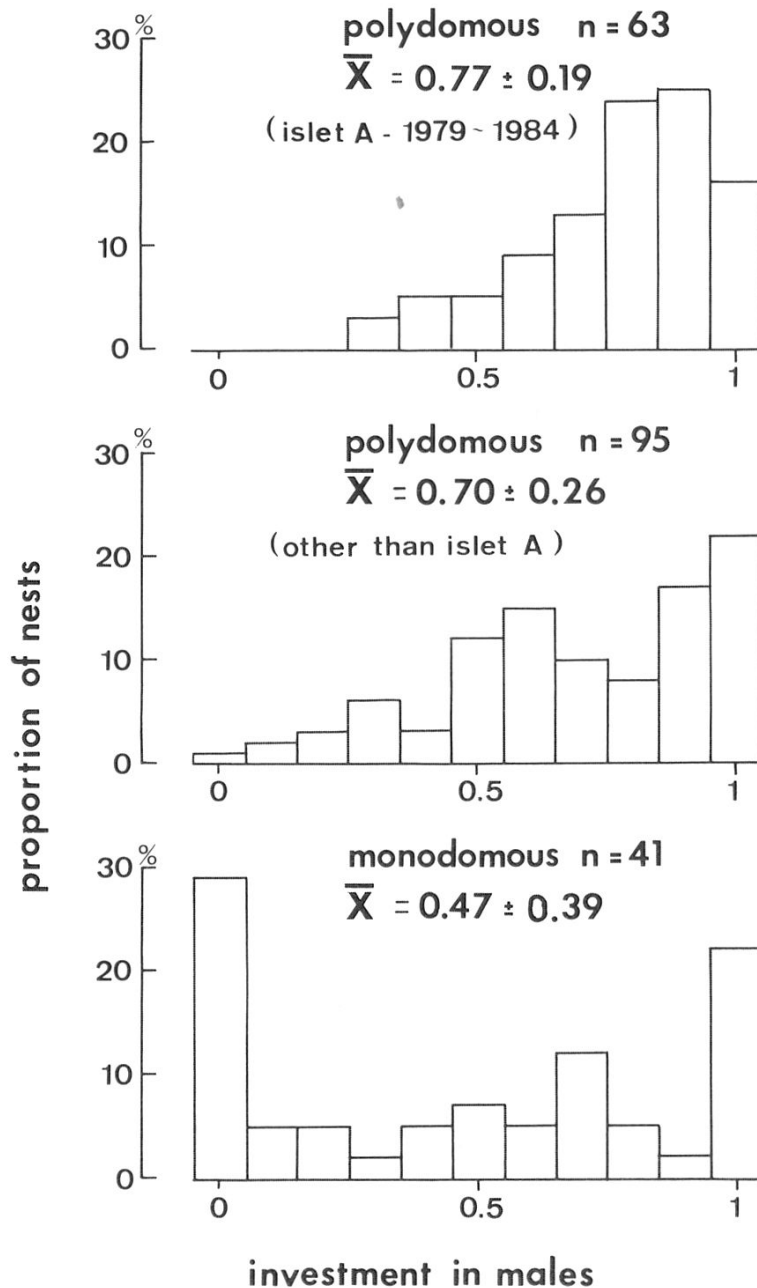 polydomous n = 63
X̅ = 0.77 ± 0.19
(islet A - 1979 ~ 1984)
30 %
20
10
0
0 0.5 1
polydomous n = 95
X̅ = 0.70 ± 0.26
(other than islet A)
30 %
20
10
0
0 0.5 1
monodomous n = 41
X̅ = 0.47 ± 0.39
30 %
20
10
0
0 0.5 1
proportion of nests
investment in males